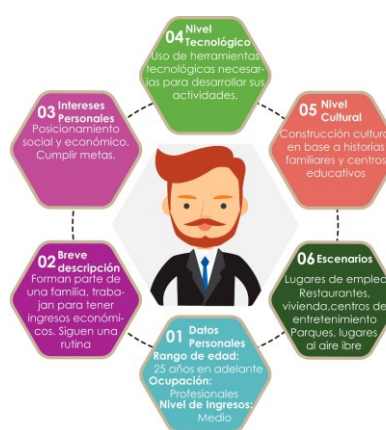 04 Nivel
Tecnológico
Uso de herramientas
tecnológicas necesar-
ias para desarrollar sus
actividades.
03 Intereses
Personales
Posicionamiento
social y económico.
Cumplir metas.
05 Nivel
Cultural
Construcción cultural
en base a historias
familiares y centros
educativos
02 Breve
descripción
Forman parte de
una familia, traba-
jan para tener
ingresos económi-
cos. Siguen una
rutina
06 Escenarios
Lugares de empleo
Restaurantes,
vivienda,centros de
entretenimiento
Parques, lugares
al aire ibre
01 Datos
Personales
Rango de edad:
25 años en adelante
Ocupación:
Profesionales
Nivel de Ingresos:
Medio